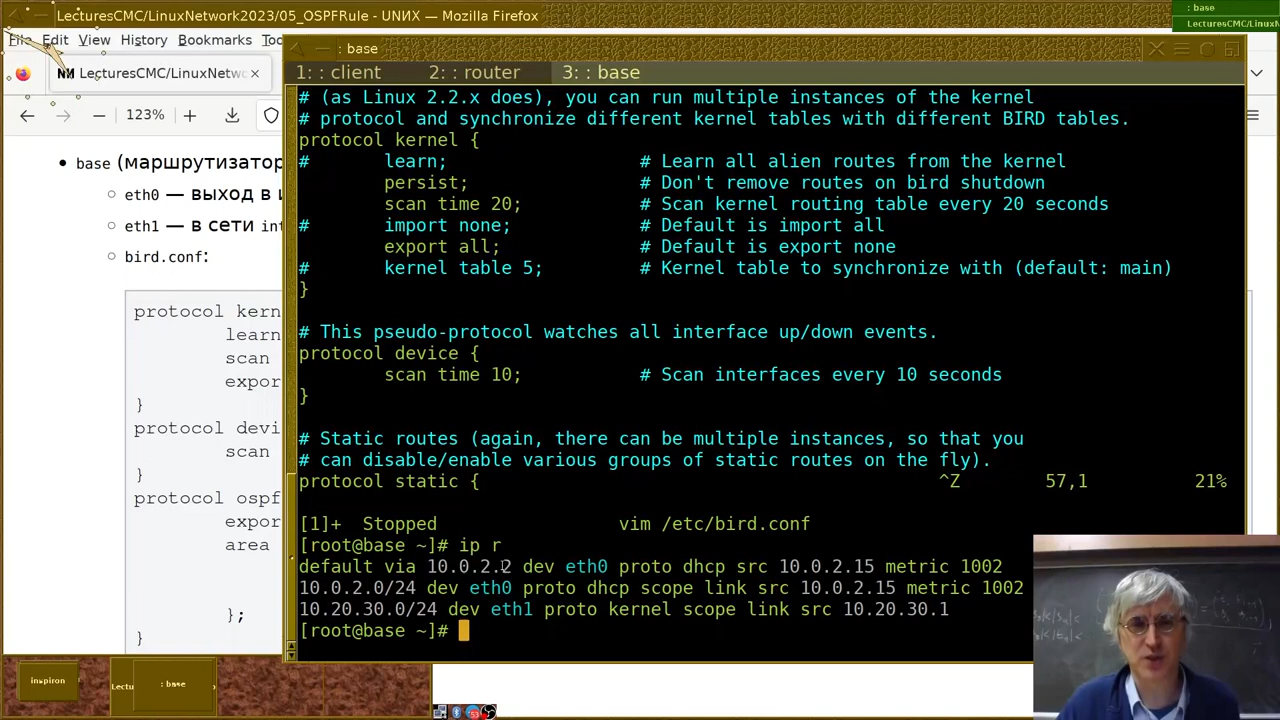 LecturesCMC/LinuxNetwork2023/05_OSPFRule - UNИX — Mozilla Firefox
: base
LecturesCMC/LinuxNetwork
File Edit View History Bookmarks Too
LecturesCMC/LinuxNetwo
123%
: base
1: : client 2: : router 3: : base
base (маршрутизатор
eth0 — выход в и
eth1 — в сети int
bird.conf:
protocol kern
learn
scan
expor
}
protocol devi
scan
}
protocol ospf
expor
area
};
}
# (as Linux 2.2.x does), you can run multiple instances of the kernel
# protocol and synchronize different kernel tables with different BIRD tables.
protocol kernel {
# learn; # Learn all alien routes from the kernel
persist; # Don't remove routes on bird shutdown
scan time 20; # Scan kernel routing table every 20 seconds
# import none; # Default is import all
export all; # Default is export none
# kernel table 5; # Kernel table to synchronize with (default: main)
}
# This pseudo-protocol watches all interface up/down events.
protocol device {
scan time 10; # Scan interfaces every 10 seconds
}
# Static routes (again, there can be multiple instances, so that you
# can disable/enable various groups of static routes on the fly).
protocol static { ^Z 57,1 21%
[1]+ Stopped vim /etc/bird.conf
[root@base ~]# ip r
default via 10.0.2.2 dev eth0 proto dhcp src 10.0.2.15 metric 1002
10.0.2.0/24 dev eth0 proto dhcp scope link src 10.0.2.15 metric 1002
10.20.30.0/24 dev eth1 proto kernel scope link src 10.20.30.1
[root@base ~]#
inspiron
Lectu
: base
53